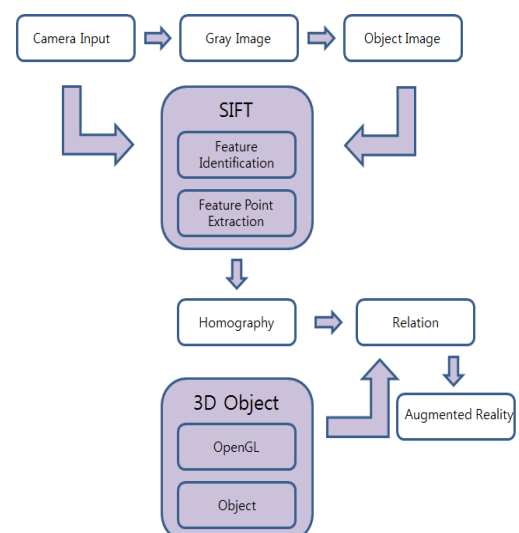 Camera Input
Gray Image
Object Image
SIFT
Feature
Identification
Feature Point
Extraction
Homography
Relation
3D Object
OpenGL
Object
Augmented Reality